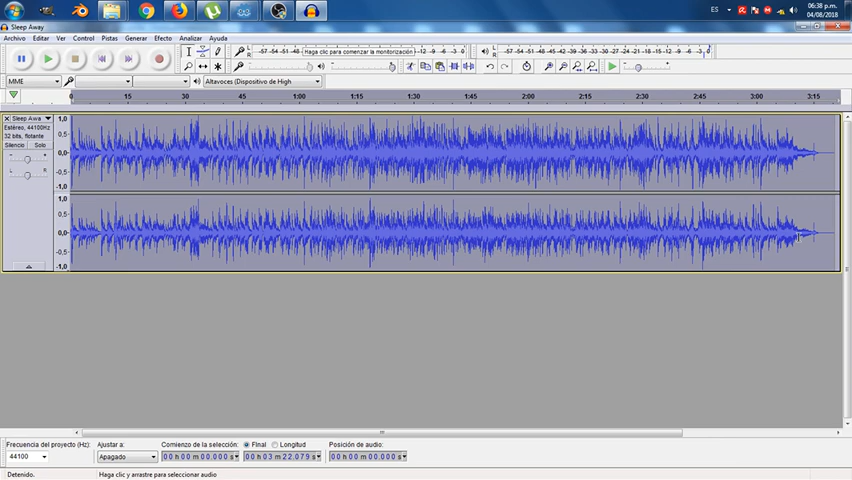 ES
06:38 p.m.
04/08/2018
Sleep Away
Archivo Editar Ver Control Pistas Generar Efecto Analizar Ayuda
L R -57 -54 -51 -48 -45 -42 -3 Haga clic para comenzar la monitorización -12 -9 -6 -3 0
L R -57 -54 -51 -48 -45 -42 -39 -36 -33 -30 -27 -24 -21 -18 -15 -12 -9 -6 -3 0
MME
Altavoces (Dispositivo de High
0 15 30 45 1:00 1:15 1:30 1:45 2:00 2:15 2:30 2:45 3:00 3:15
Sleep Awa
Estéreo, 44100Hz
32 bits, flotante
Silencio Solo
- +
L R
1,0
0,5
0,0
-0,5
-1,0
1,0
0,5
0,0
-0,5
-1,0
Frecuencia del proyecto (Hz): Ajustar a: Comienzo de la selección: Final Longitud Posición de audio:
44100 Apagado 00 h 00 m 00.000 s 00 h 03 m 22.079 s 00 h 00 m 00.000 s
Detenido. Haga clic y arrastre para seleccionar audio